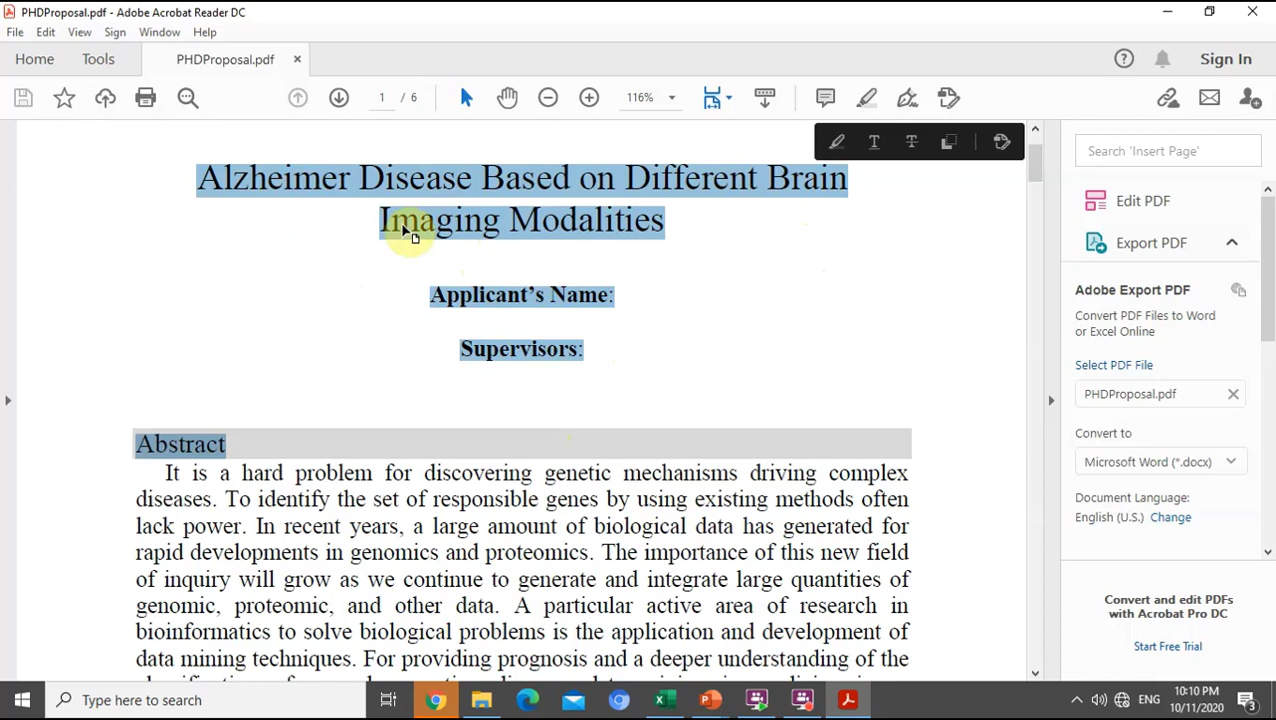 PHDProposal.pdf - Adobe Acrobat Reader DC
File Edit View Sign Window Help
Home Tools PHDProposal.pdf × Sign In
1 / 6 116%
Alzheimer Disease Based on Different Brain
Imaging Modalities
Applicant’s Name:
Supervisors:
Abstract
It is a hard problem for discovering genetic mechanisms driving complex
diseases. To identify the set of responsible genes by using existing methods often
lack power. In recent years, a large amount of biological data has generated for
rapid developments in genomics and proteomics. The importance of this new field
of inquiry will grow as we continue to generate and integrate large quantities of
genomic, proteomic, and other data. A particular active area of research in
bioinformatics to solve biological problems is the application and development of
data mining techniques. For providing prognosis and a deeper understanding of the
Search 'Insert Page'
Edit PDF
Export PDF
Adobe Export PDF
Convert PDF Files to Word
or Excel Online
Select PDF File
PHDProposal.pdf
Convert to
Microsoft Word (*.docx)
Document Language:
English (U.S.) Change
Convert and edit PDFs
with Acrobat Pro DC
Start Free Trial
Type here to search
ENG
10:10 PM
10/11/2020
3